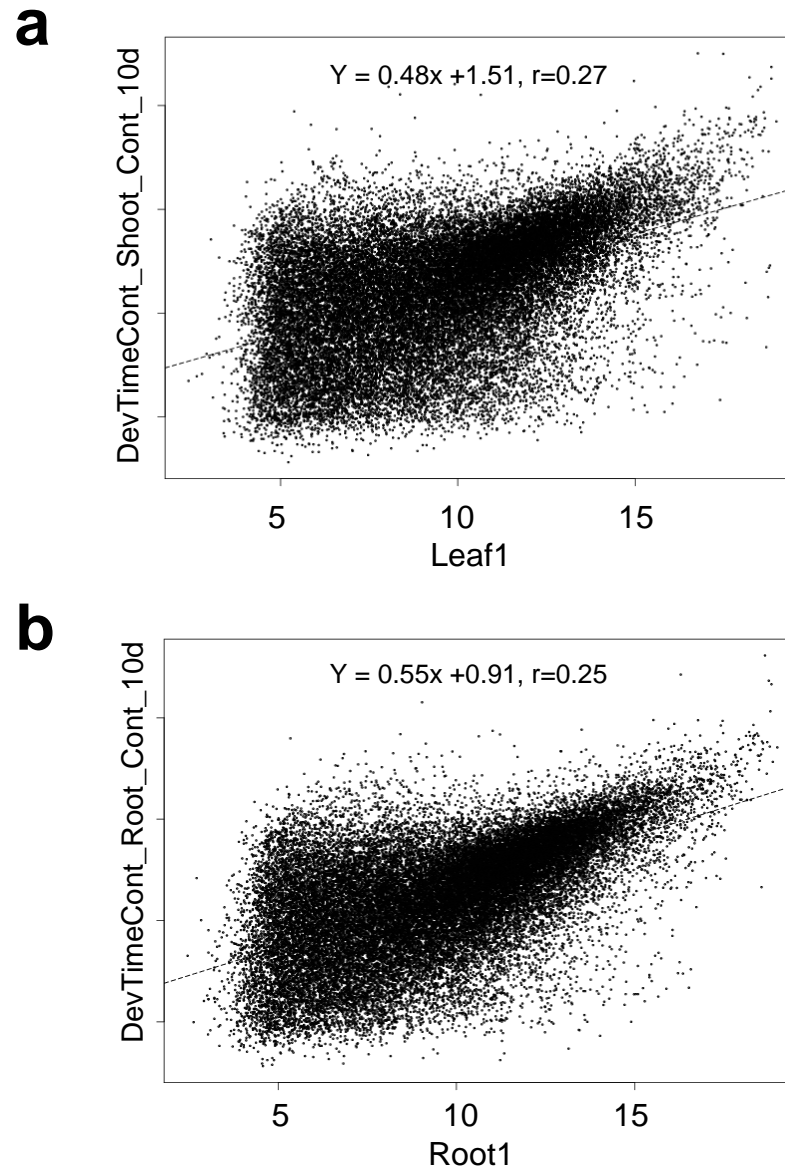 a
Y = 0.48x +1.51, r=0.27
DevTimeCont_Shoot_Cont_10d
5 10 15
Leaf1
b
Y = 0.55x +0.91, r=0.25
DevTimeCont_Root_Cont_10d
5 10 15
Root1